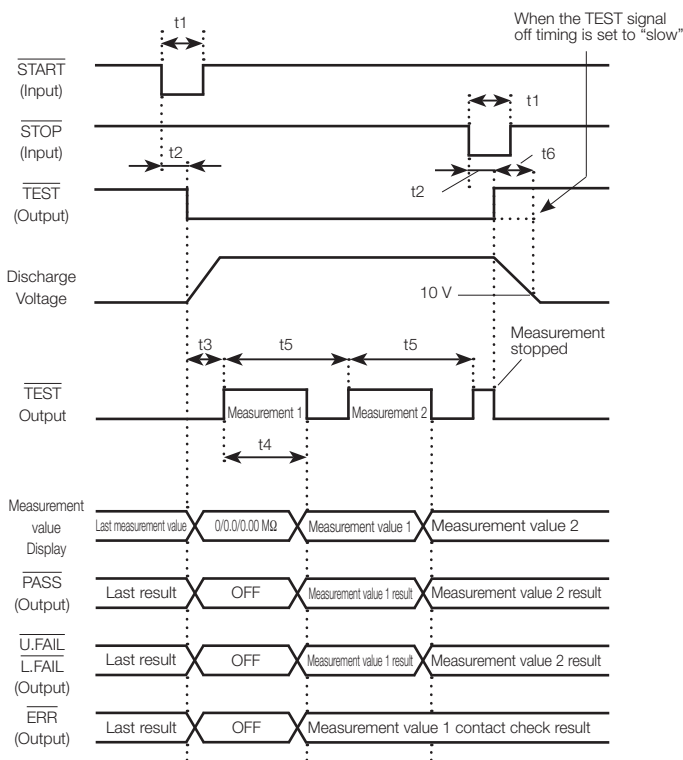 When the TEST signal
off timing is set to “slow”
t1
START
(Input)
t1
STOP
(Input)
t2
t6
t2
TEST
(Output)
Discharge
Voltage
10 V
Measurement
stopped
t3
t5
t5
TEST
Output
Measurement 1
Measurement 2
t4
Measurement
value
Display
Last measurement value
0/0.0/0.00 MΩ
Measurement value 1
Measurement value 2
PASS
(Output)
Last result
OFF
Measurement value 1 result
Measurement value 2 result
U.FAIL
L.FAIL
(Output)
Last result
OFF
Measurement value 1 result
Measurement value 2 result
ERR
(Output)
Last result
OFF
Measurement value 1 contact check result